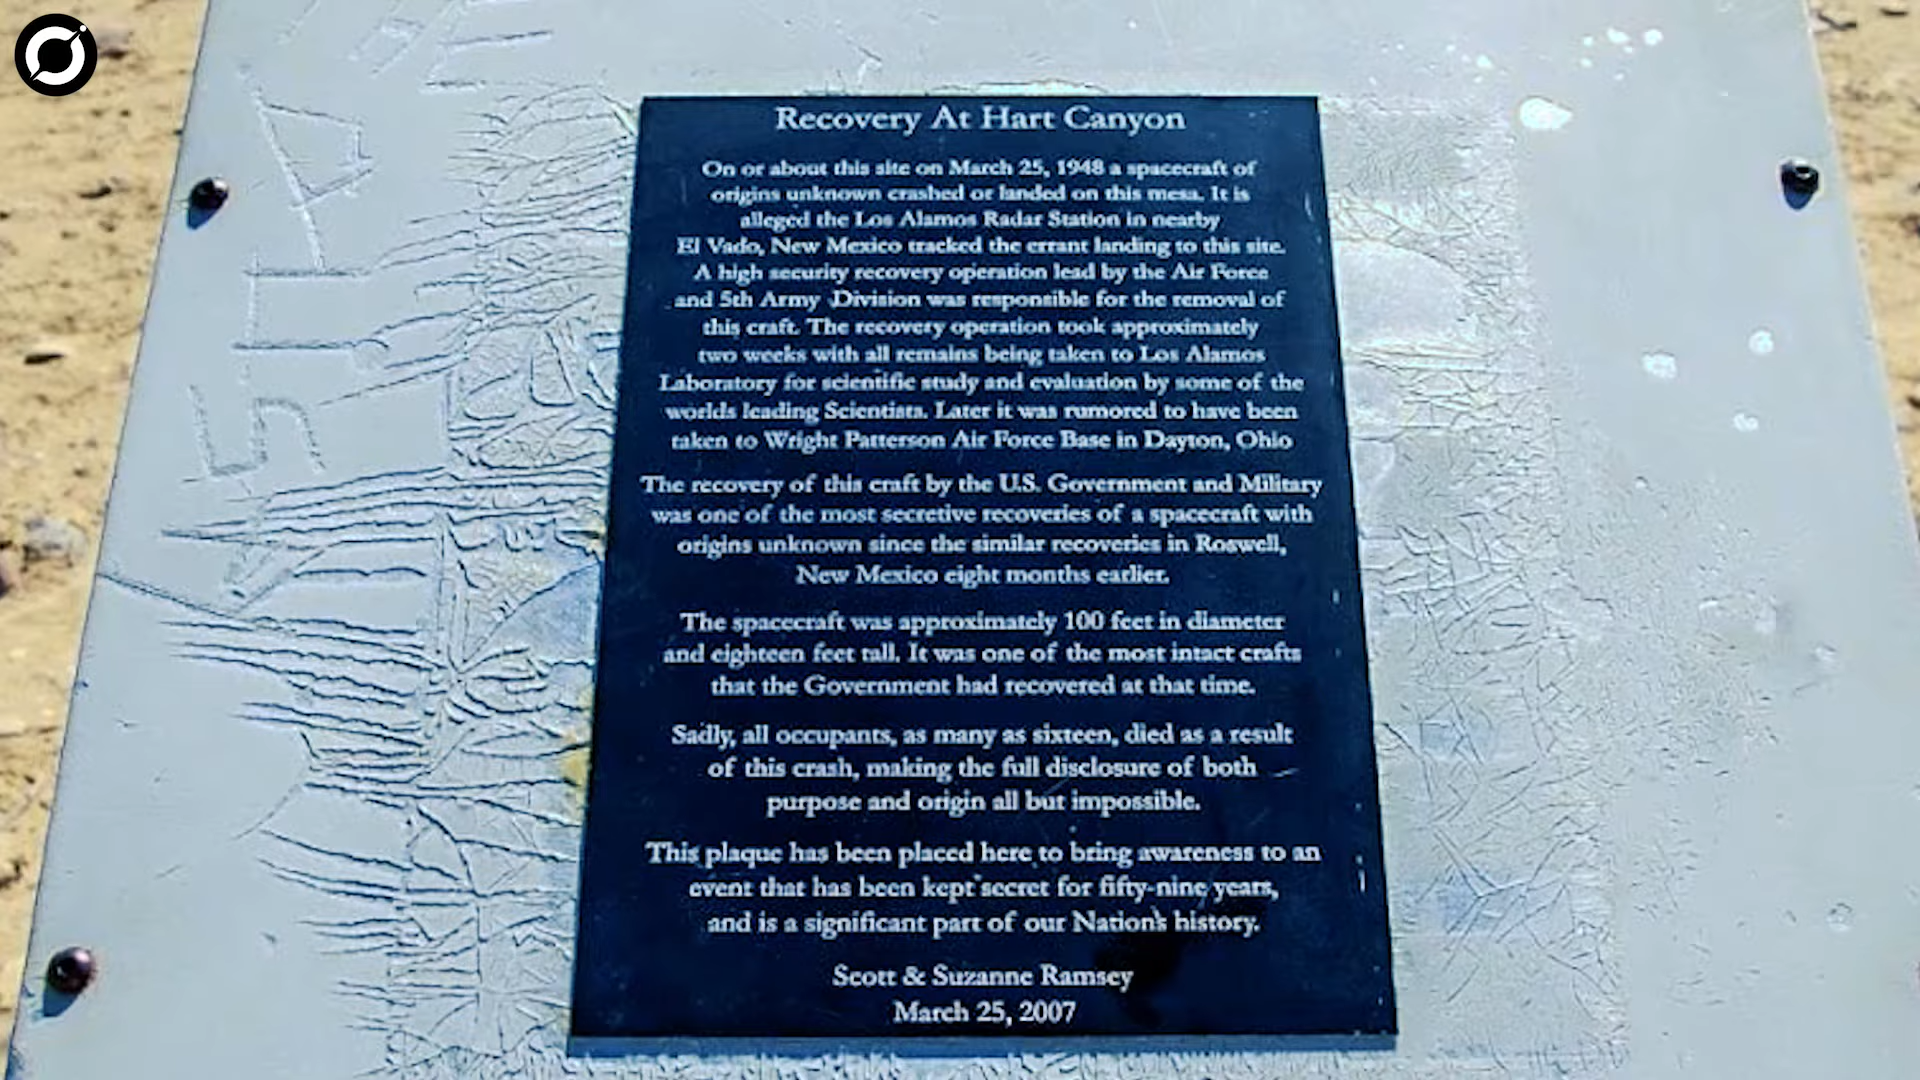 Recovery At Hart Canyon
On or about this site on March 25, 1948 a spacecraft of
origins unknown crashed or landed on this mesa. It is
alleged the Los Alamos Radar Station in nearby
El Vado, New Mexico tracked the errant landing to this site.
A high security recovery operation lead by the Air Force
and 5th Army Division was responsible for the removal of
this craft. The recovery operation took approximately
two weeks with all remains being taken to Los Alamos
Laboratory for scientific study and evaluation by some of the
worlds leading Scientists. Later it was rumored to have been
taken to Wright Patterson Air Force Base in Dayton, Ohio
The recovery of this craft by the U.S. Government and Military
was one of the most secretive recoveries of a spacecraft with
origins unknown since the similar recoveries in Roswell,
New Mexico eight months earlier.
The spacecraft was approximately 100 feet in diameter
and eighteen feet tall. It was one of the most intact crafts
that the Government had recovered at that time.
Sadly, all occupants, as many as sixteen, died as a result
of this crash, making the full disclosure of both
purpose and origin all but impossible.
This plaque has been placed here to bring awareness to an
event that has been kept secret for fifty-nine years,
and is a significant part of our Nation's history.
Scott & Suzanne Ramsey
March 25, 2007